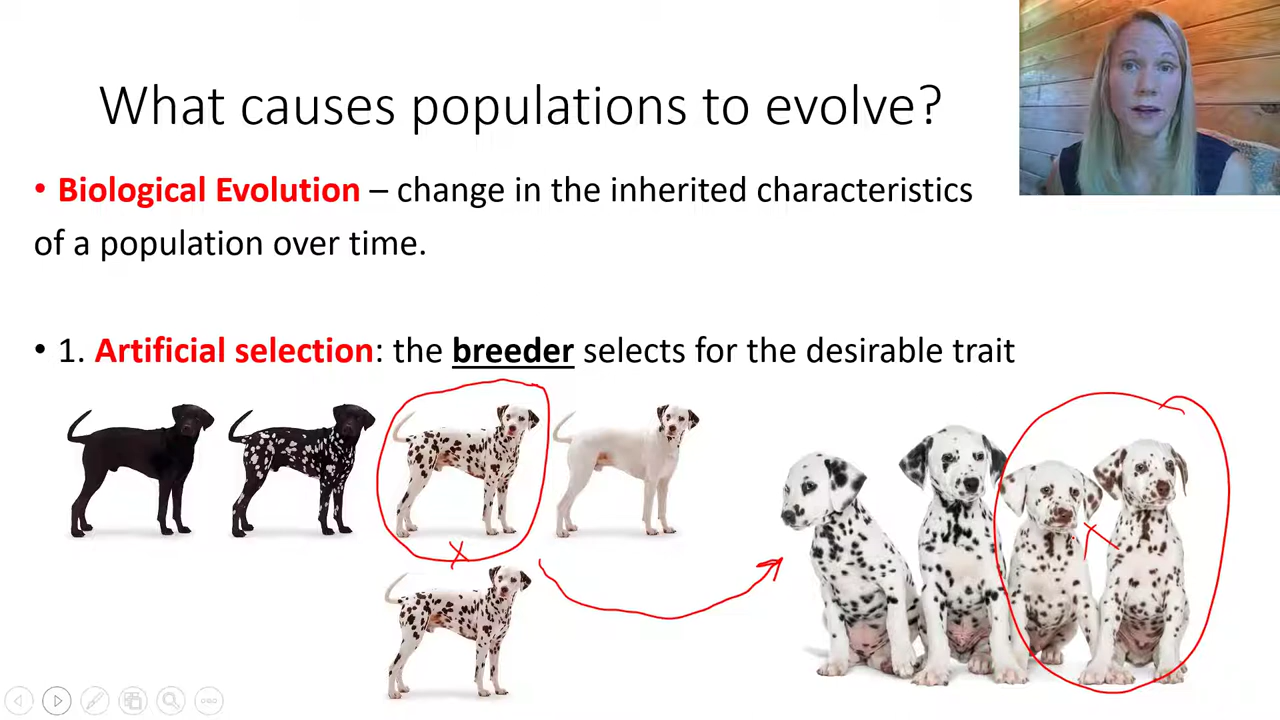 What causes populations to evolve?
• Biological Evolution – change in the inherited characteristics
of a population over time.
• 1. Artificial selection: the breeder selects for the desirable trait
X
X